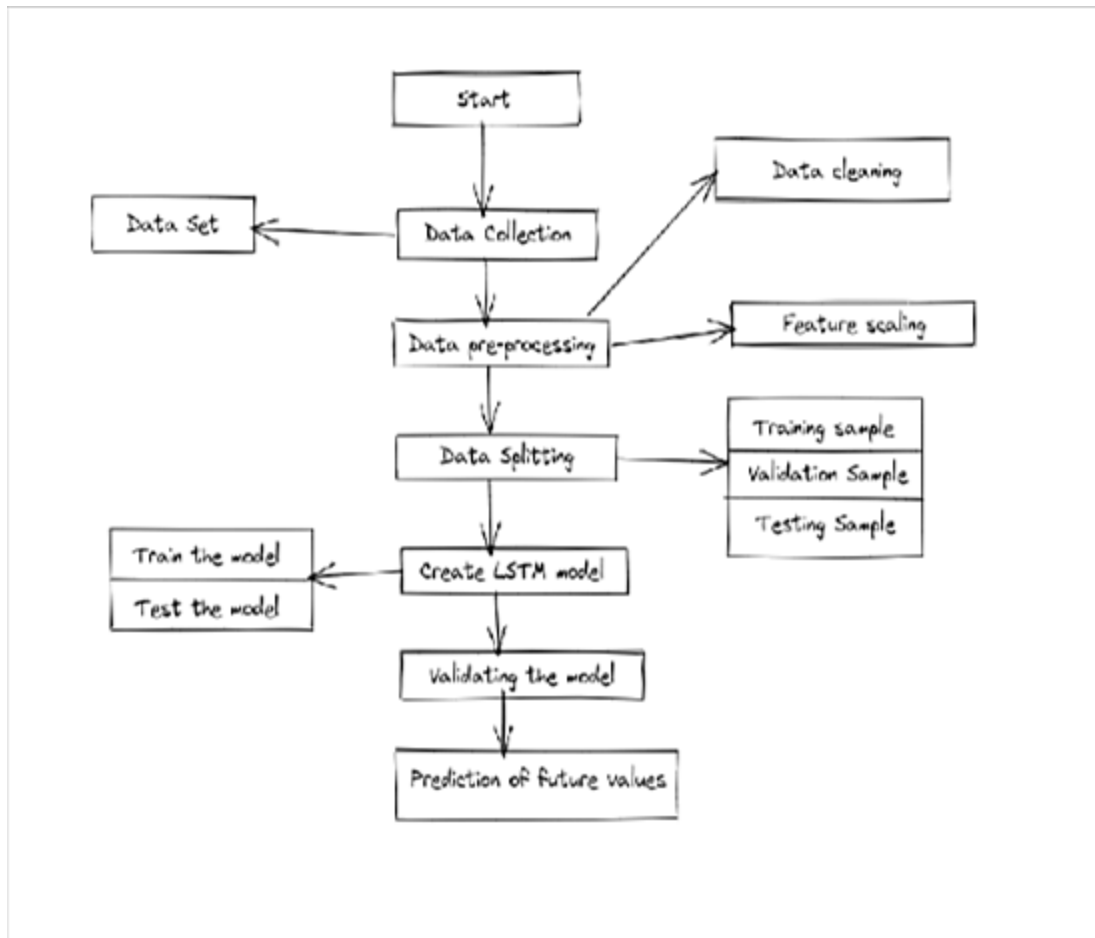 Start
Data cleaning
Data Set
Data Collection
Feature scaling
Data pre-processing
Training sample
Data Splitting
Validation Sample
Testing Sample
Train the model
Create LSTM model
Test the model
Validating the model
Prediction of future values